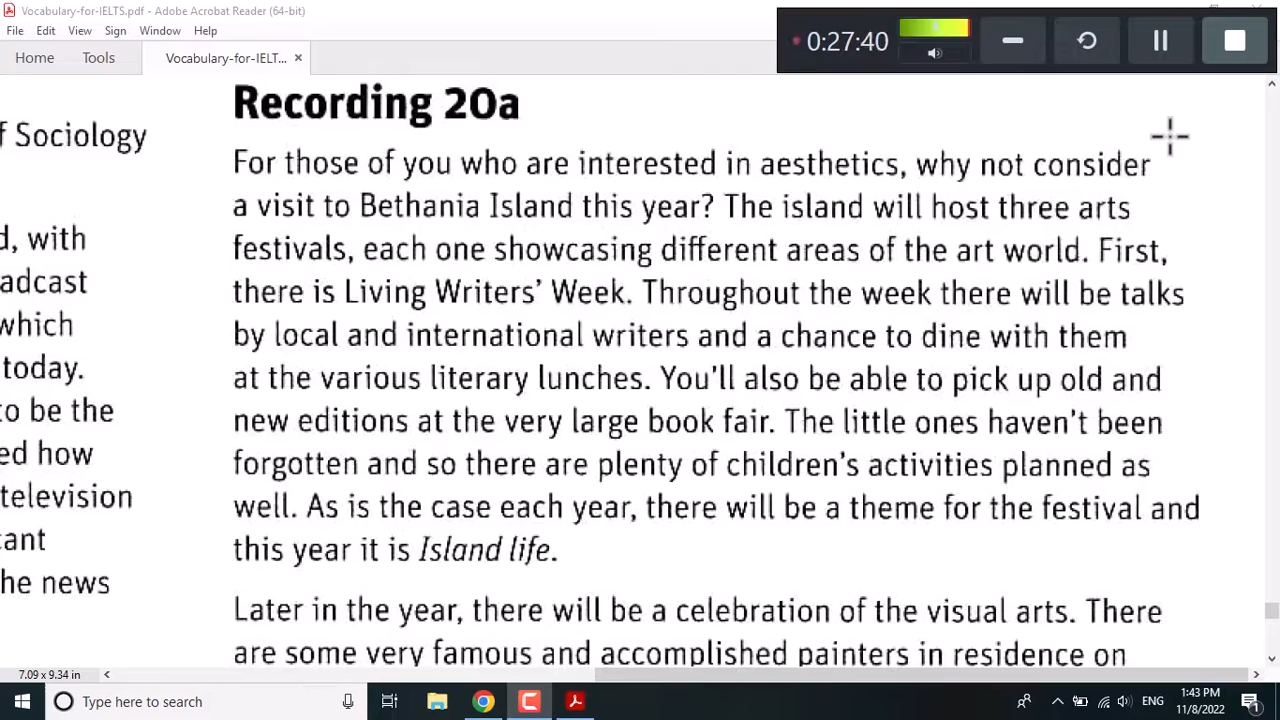 Vocabulary-for-IELTS.pdf - Adobe Acrobat Reader (64-bit)
File Edit View Sign Window Help
0:27:40
Home Tools Vocabulary-for-IELT... ×
Recording 20a
For those of you who are interested in aesthetics, why not consider
a visit to Bethania Island this year? The island will host three arts
festivals, each one showcasing different areas of the art world. First,
there is Living Writers’ Week. Throughout the week there will be talks
by local and international writers and a chance to dine with them
at the various literary lunches. You’ll also be able to pick up old and
new editions at the very large book fair. The little ones haven’t been
forgotten and so there are plenty of children’s activities planned as
well. As is the case each year, there will be a theme for the festival and
this year it is Island life.
Later in the year, there will be a celebration of the visual arts. There
are some very famous and accomplished painters in residence on
f Sociology
d, with
adcast
which
today.
to be the
ed how
television
cant
he news
7.09 x 9.34 in
Type here to search
ENG
1:43 PM
11/8/2022
1